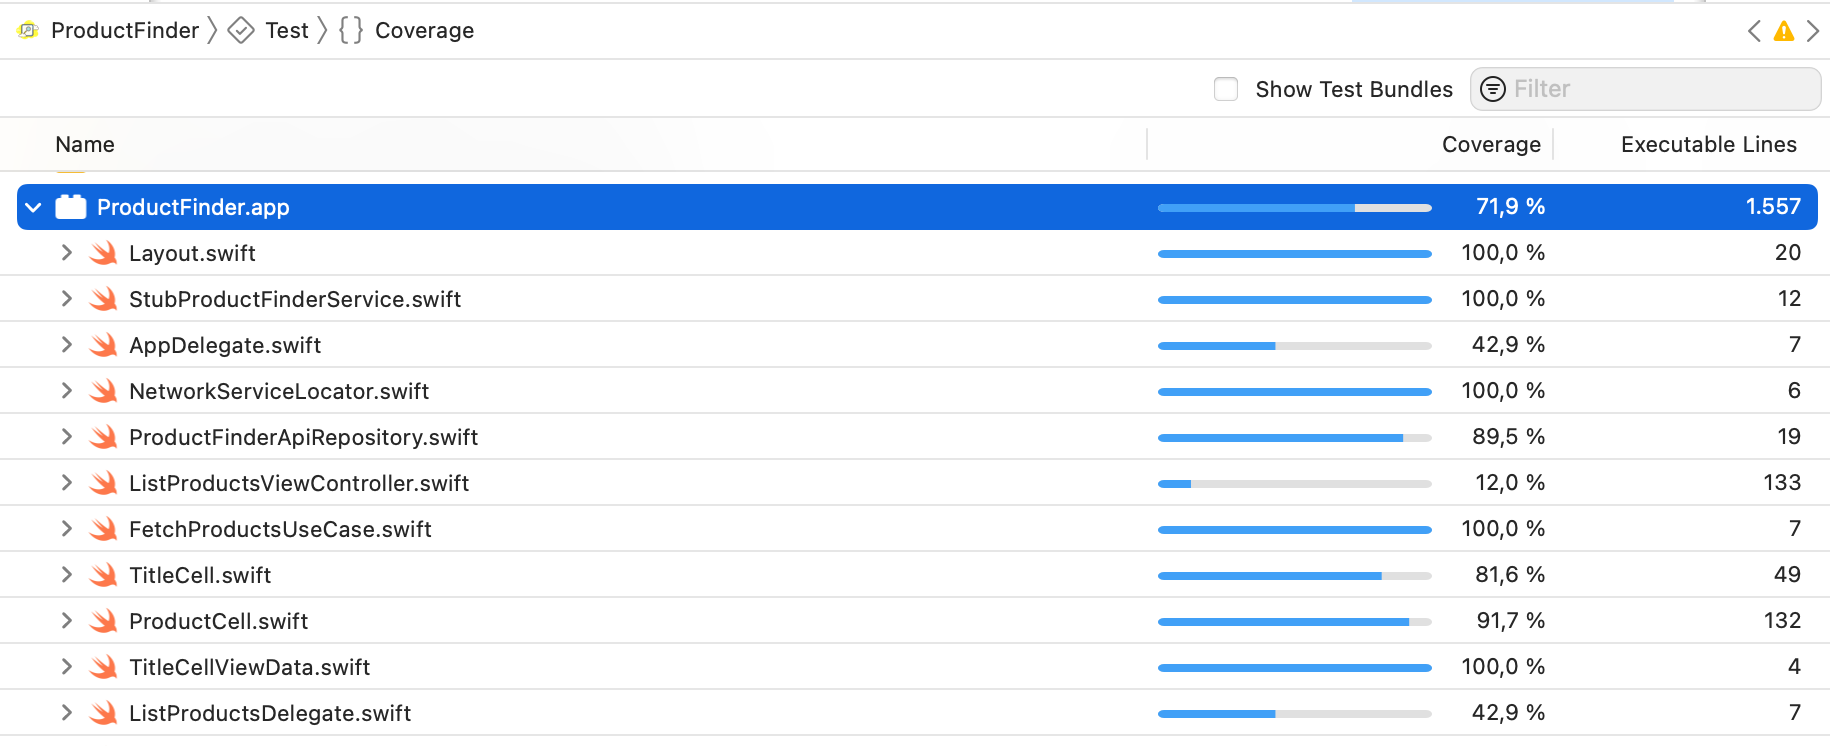 ProductFinder Test {} Coverage
Show Test Bundles Filter
Name Coverage Executable Lines
ProductFinder.app 71,9 % 1.557
Layout.swift 100,0 % 20
StubProductFinderService.swift 100,0 % 12
AppDelegate.swift 42,9 % 7
NetworkServiceLocator.swift 100,0 % 6
ProductFinderApiRepository.swift 89,5 % 19
ListProductsViewController.swift 12,0 % 133
FetchProductsUseCase.swift 100,0 % 7
TitleCell.swift 81,6 % 49
ProductCell.swift 91,7 % 132
TitleCellViewData.swift 100,0 % 4
ListProductsDelegate.swift 42,9 % 7